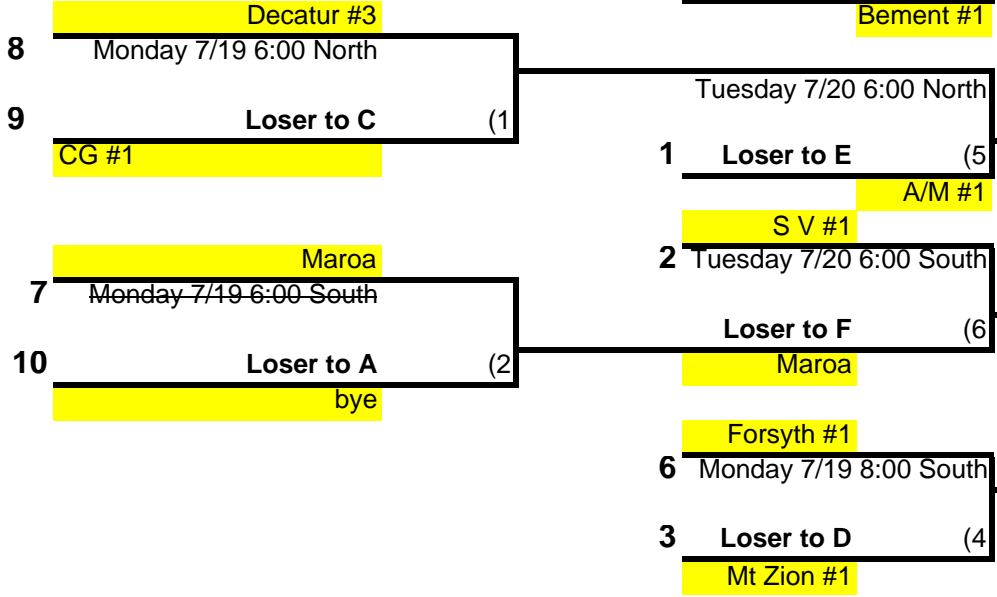 Decatur #3
Bement #1
8
Monday 7/19 6:00 North
Tuesday 7/20 6:00 North
9
Loser to C (1
CG #1
1 Loser to E (5
A/M #1
S V #1
Maroa
2 Tuesday 7/20 6:00 South
7 Monday 7/19 6:00 South
Loser to F (6
10 Loser to A (2
Maroa
bye
Forsyth #1
6 Monday 7/19 8:00 South
3 Loser to D (4
Mt Zion #1